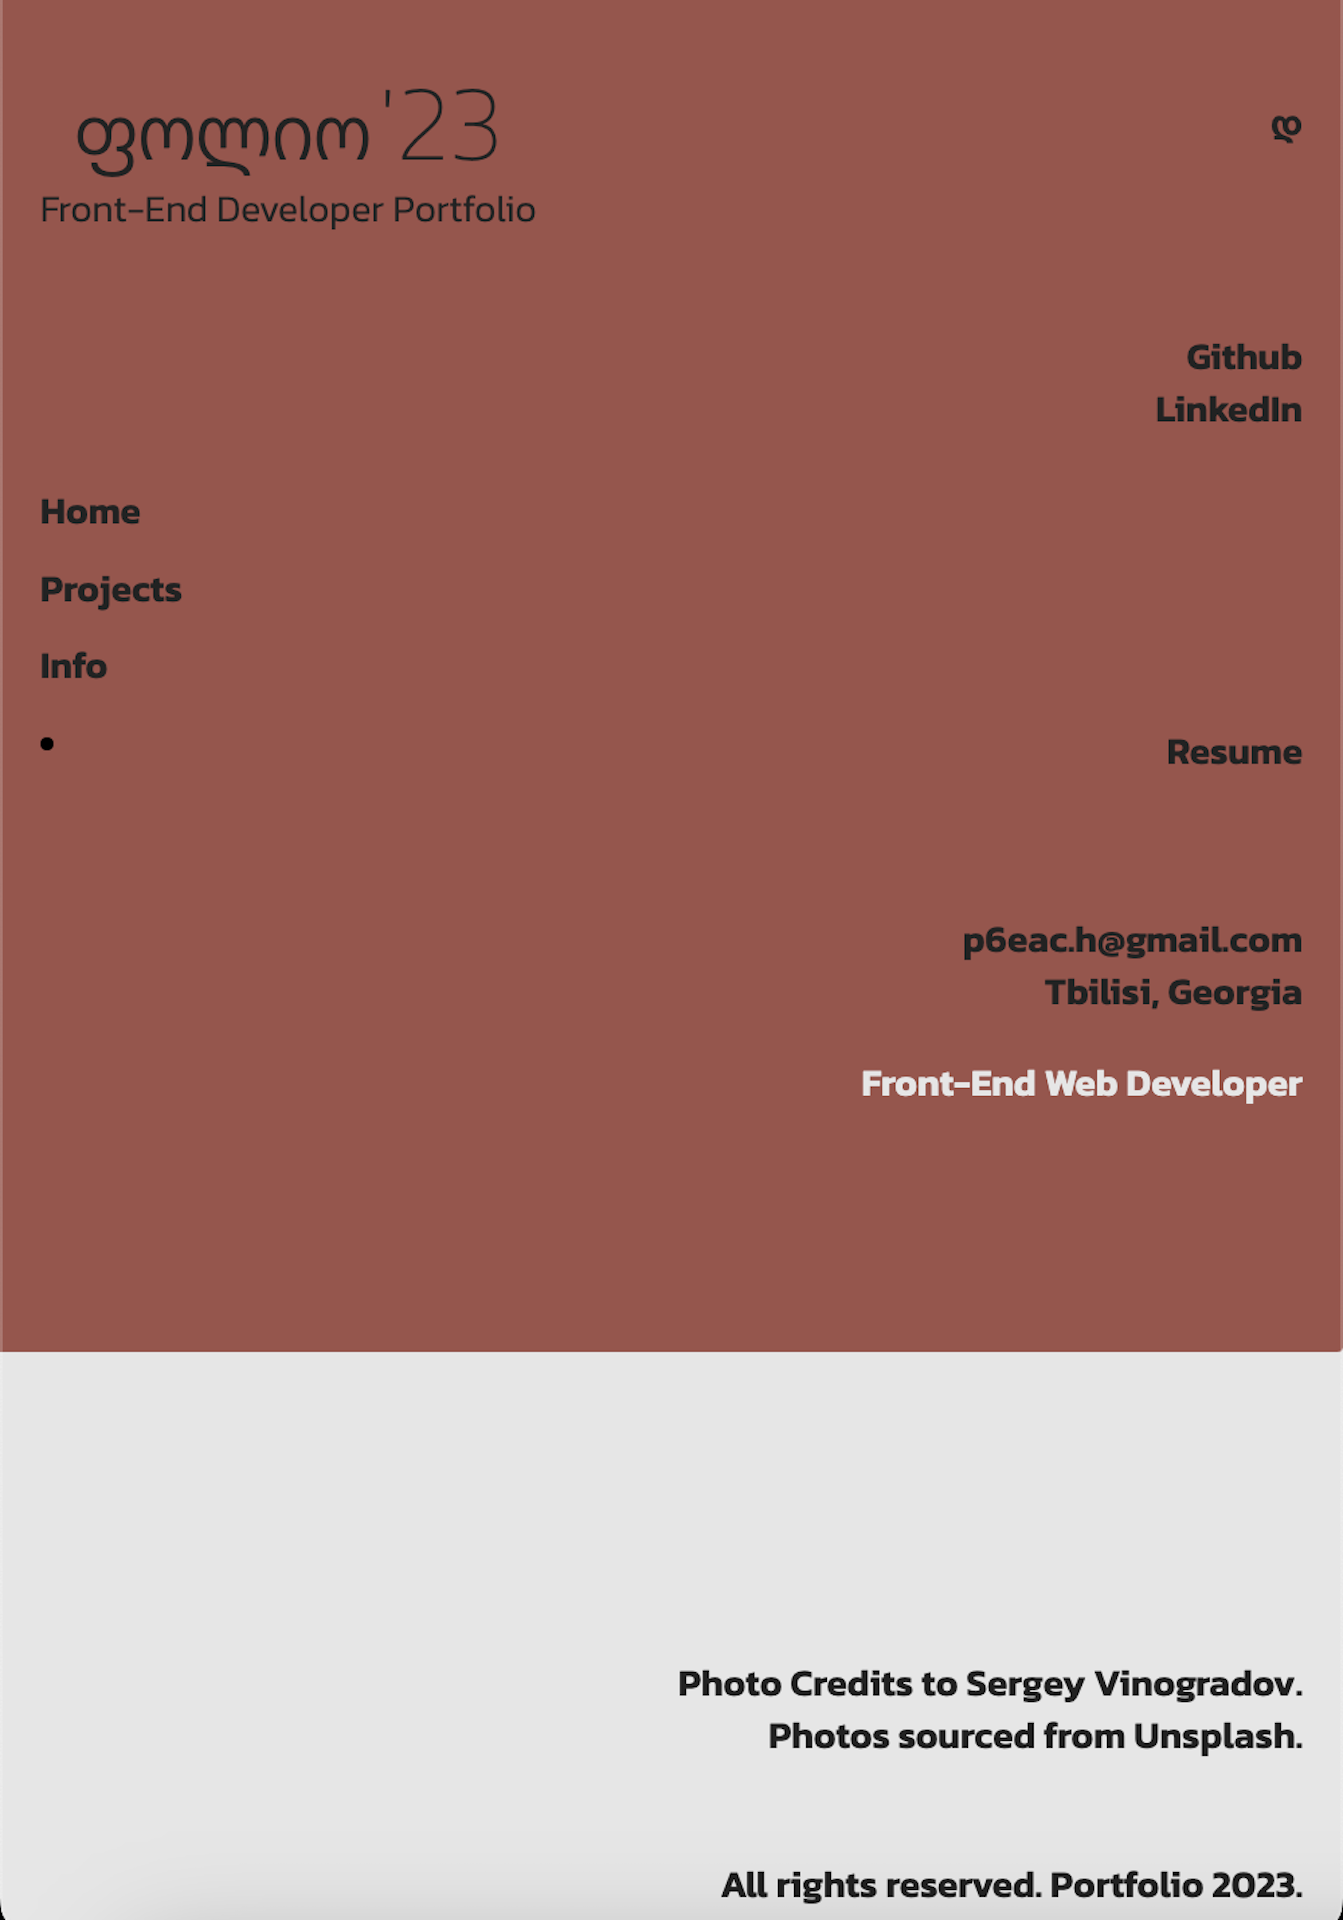 ფოლიო'23
დ
Front-End Developer Portfolio
Github
LinkedIn
Home
Projects
Info
Resume
p6eac.h@gmail.com
Tbilisi, Georgia
Front-End Web Developer
Photo Credits to Sergey Vinogradov.
Photos sourced from Unsplash.
All rights reserved. Portfolio 2023.